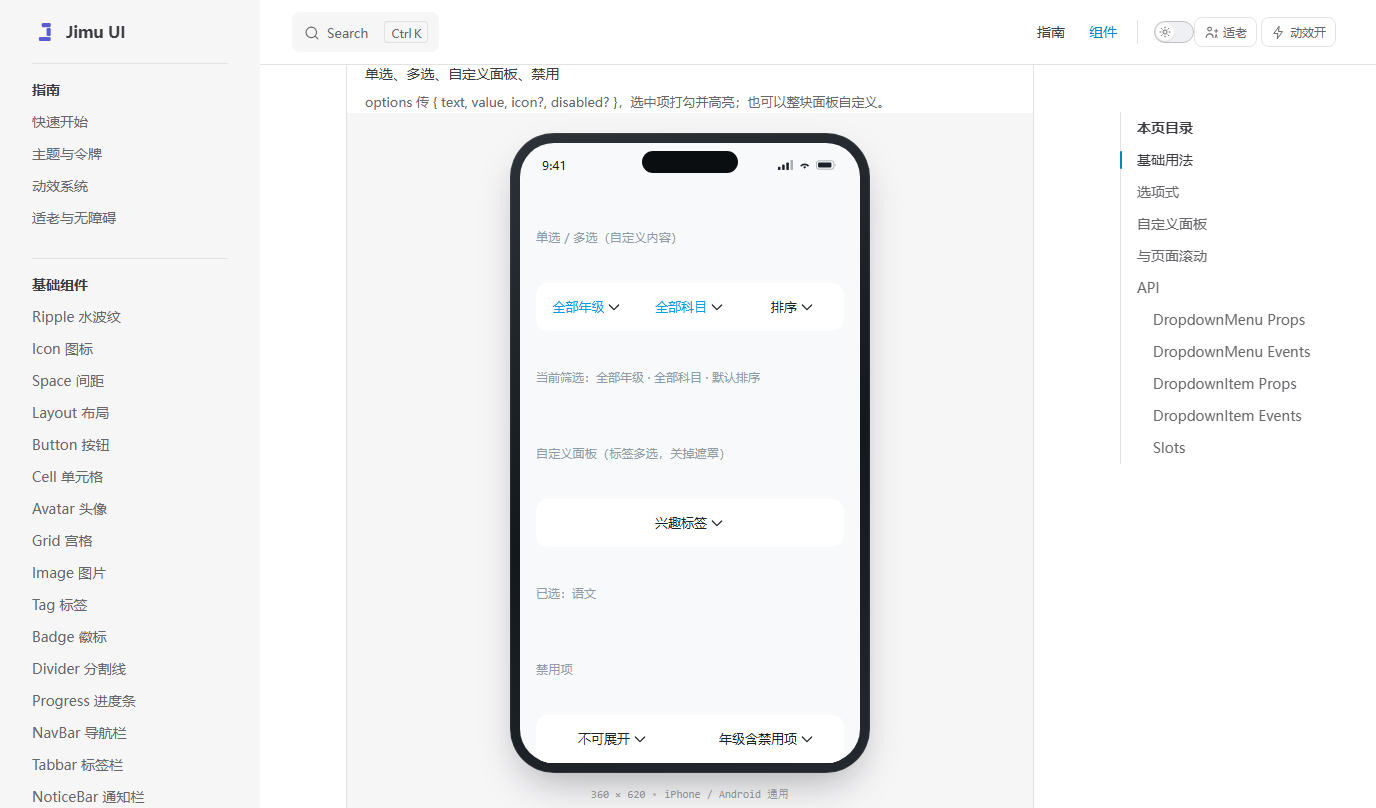 Jimu UI
Search
Ctrl K
指南
组件
适老
动效开
指南
快速开始
主题与令牌
动效系统
适老与无障碍
基础组件
Ripple 水波纹
Icon 图标
Space 间距
Layout 布局
Button 按钮
Cell 单元格
Avatar 头像
Grid 宫格
Image 图片
Tag 标签
Badge 徽标
Divider 分割线
Progress 进度条
NavBar 导航栏
Tabbar 标签栏
NoticeBar 通知栏
单选、多选、自定义面板、禁用
options 传 { text, value, icon?, disabled? }，选中项打勾并高亮；也可以整块面板自定义。
9:41
单选 / 多选（自定义内容）
全部年级 全部科目 排序
当前筛选：全部年级 · 全部科目 · 默认排序
自定义面板（标签多选，关掉遮罩）
兴趣标签
已选：语文
禁用项
不可展开 年级含禁用项
360 × 620 · iPhone / Android 通用
本页目录
基础用法
选项式
自定义面板
与页面滚动
API
DropdownMenu Props
DropdownMenu Events
DropdownItem Props
DropdownItem Events
Slots